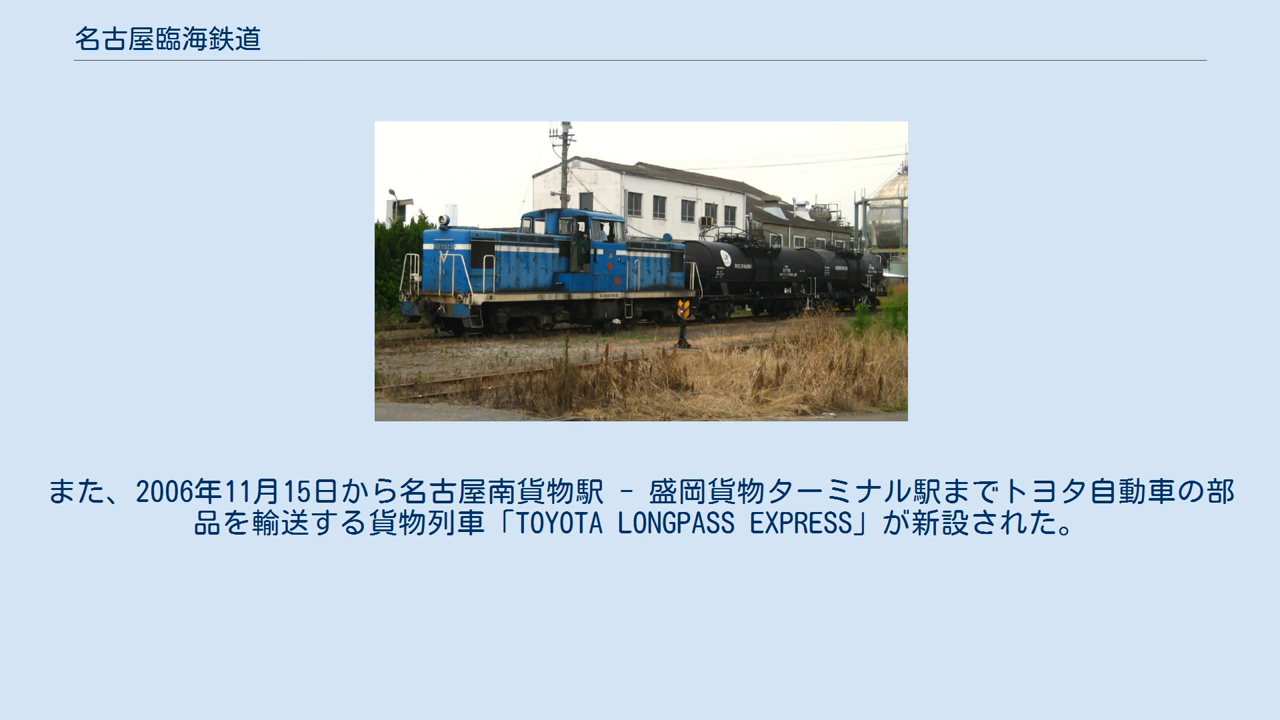 名古屋臨海鉄道
また、2006年11月15日から名古屋南貨物駅 - 盛岡貨物ターミナル駅までトヨタ自動車の部
品を輸送する貨物列車「TOYOTA LONGPASS EXPRESS」が新設された。